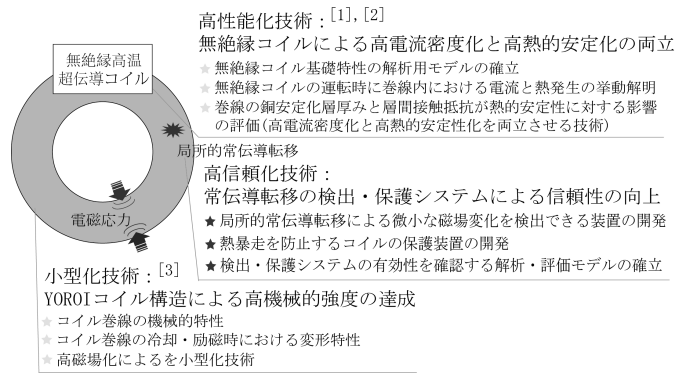 高性能化技術：[1],[2]
無絶縁コイルによる高電流密度化と高熱的安定化の両立
★無絶縁コイル基礎特性の解析用モデルの確立
★無絶縁コイルの運転時に巻線内における電流と熱発生の挙動解明
★巻線の銅安定化層厚みと層間接触抵抗が熱的安定性に対する影響
の評価(高電流密度化と高熱的安定性化を両立させる技術)
無絶縁高温
超伝導コイル
局所的常伝導転移
電磁応力
高信頼化技術：
常伝導転移の検出・保護システムによる信頼性の向上
★局所的常伝導転移による微小な磁場変化を検出できる装置の開発
★熱暴走を防止するコイルの保護装置の開発
★検出・保護システムの有効性を確認する解析・評価モデルの確立
小型化技術：[3]
YOROIコイル構造による高機械的強度の達成
★コイル巻線の機械的特性
★コイル巻線の冷却・励磁時における変形特性
★高磁場化によるを小型化技術